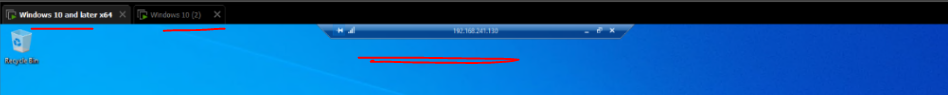 Windows 10 and later x64
Windows 10 (2)
192.168.241.130
Recycle Bin